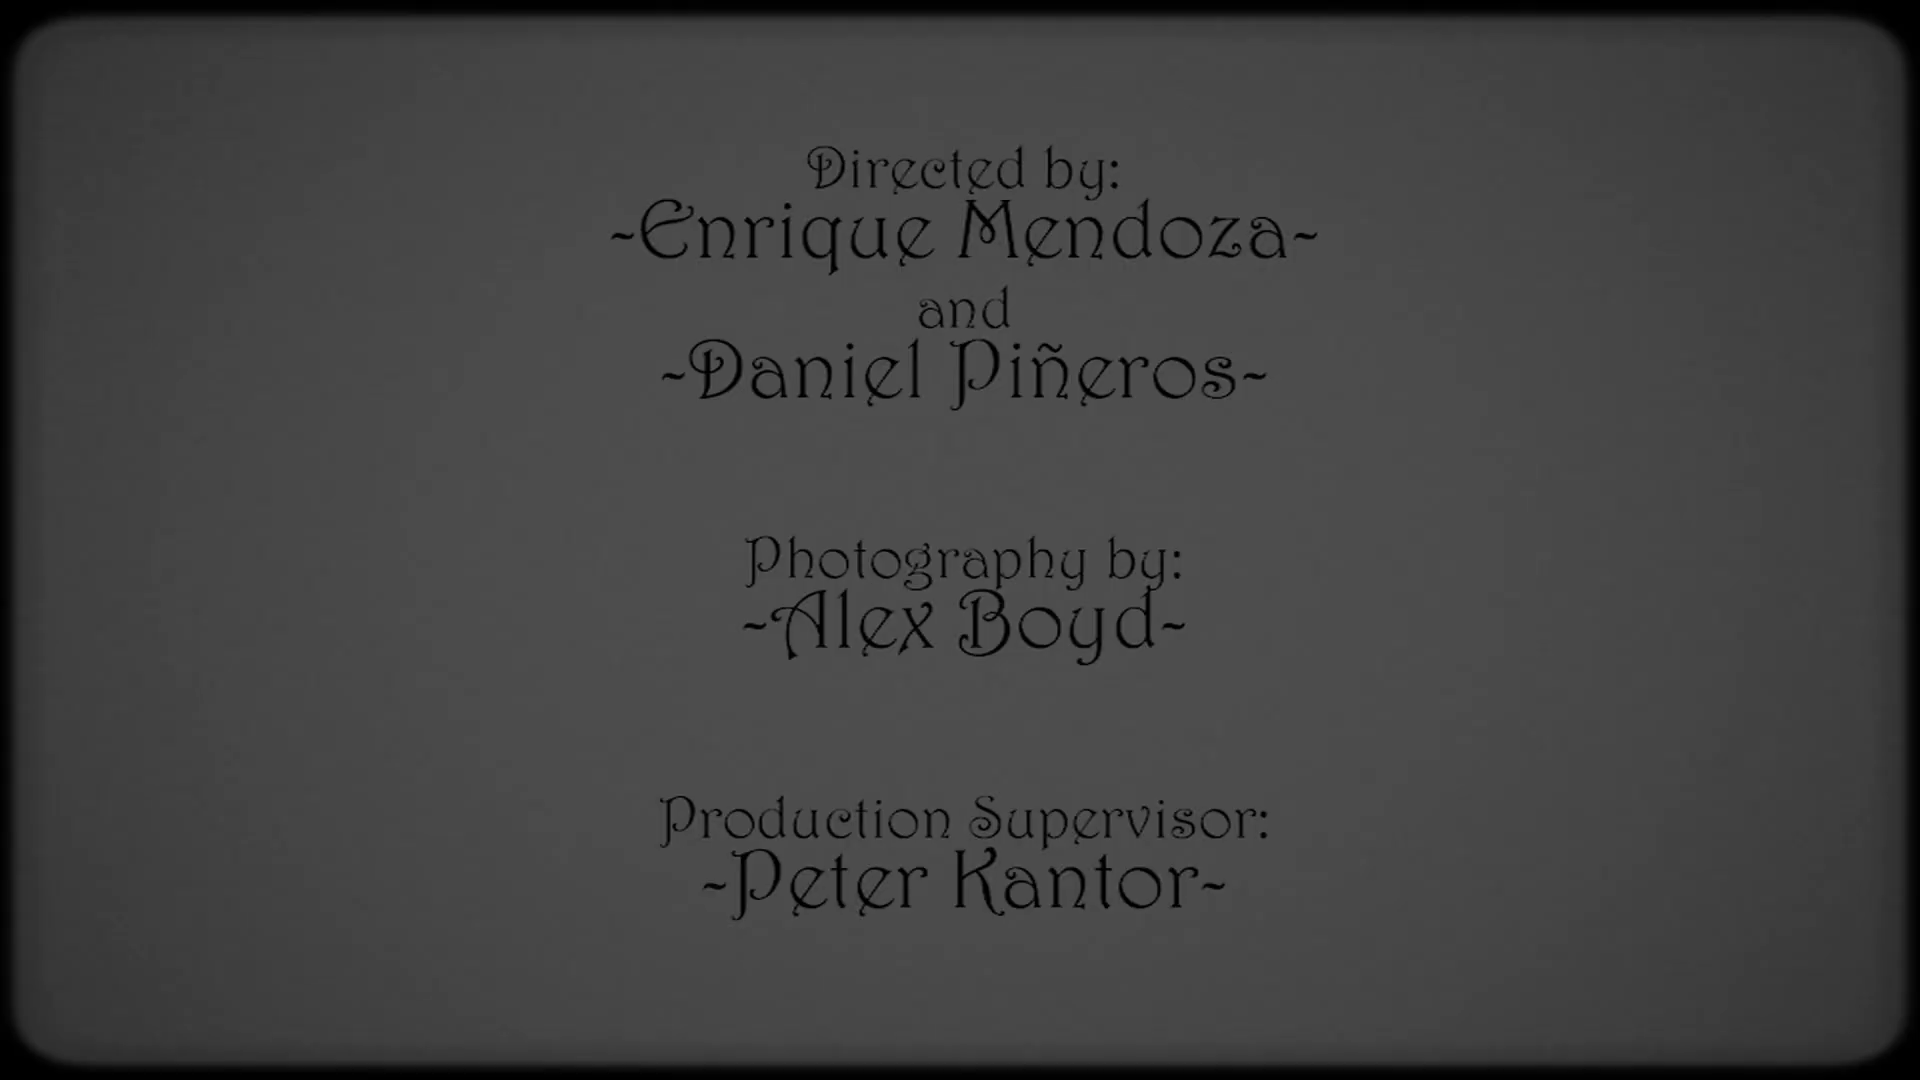 Directed by:
~Enrique Mendoza~
and
~Daniel Piñeros~
Photography by:
~Alex Boyd~
Production Supervisor:
~Peter Kantor~